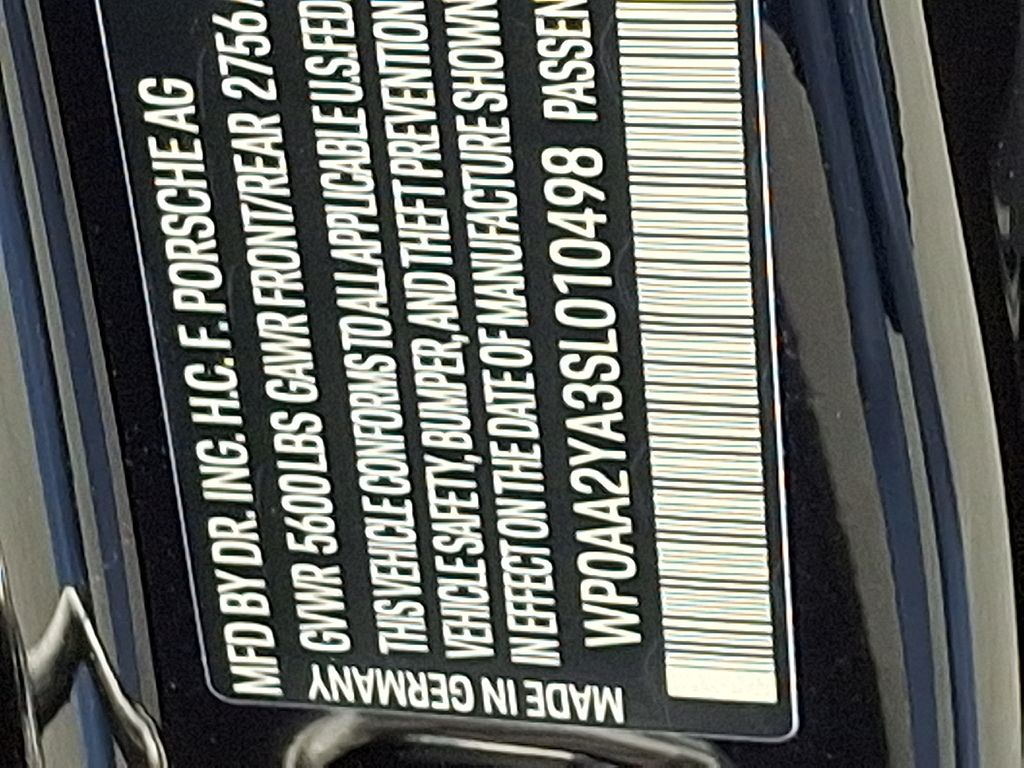 MFD BY DR. ING. H.C. F. PORSCHE AG
GVWR 5600 LBS GAWR FRONT/REAR 2756
THIS VEHICLE CONFORMS TO ALL APPLICABLE U.S. FED
VEHICLE SAFETY, BUMPER, AND THEFT PREVENTION
IN EFFECT ON THE DATE OF MANUFACTURE SHOWN
WP0AA2YA3SL010498 PASSEN
MADE IN GERMANY